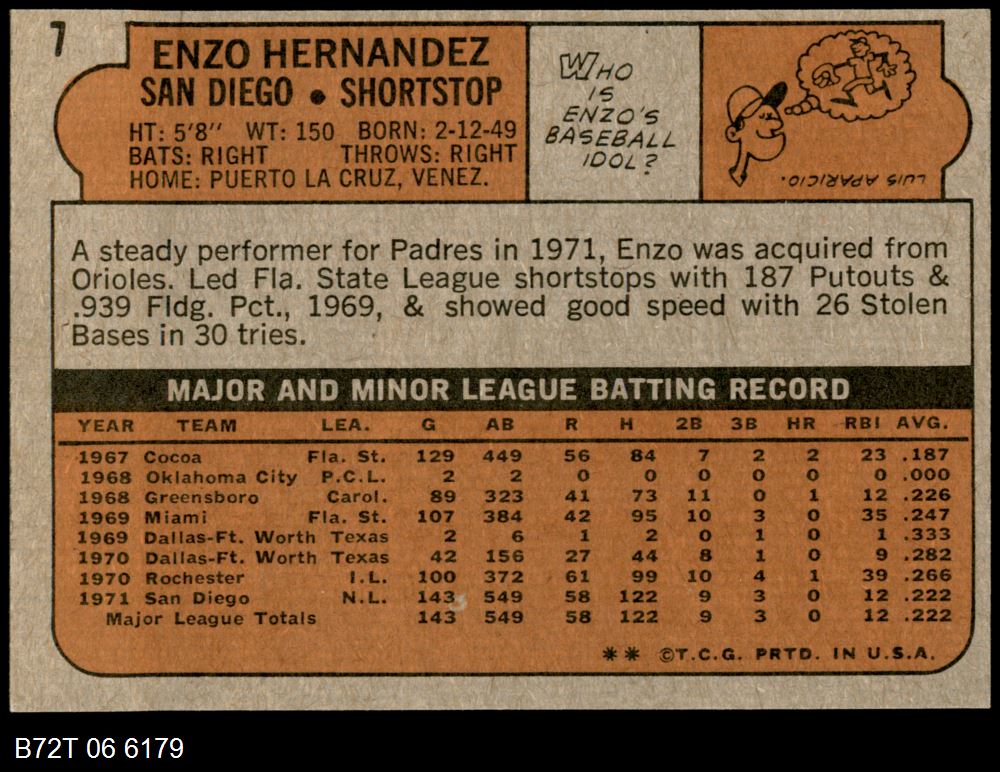 7
ENZO HERNANDEZ
SAN DIEGO • SHORTSTOP
HT: 5'8" WT: 150 BORN: 2-12-49
BATS: RIGHT THROWS: RIGHT
HOME: PUERTO LA CRUZ, VENEZ.
WHO
IS
ENZO'S
BASEBALL
IDOL?
LUIS APARICIO.
A steady performer for Padres in 1971, Enzo was acquired from
Orioles. Led Fla. State League shortstops with 187 Putouts &
.939 Fldg. Pct., 1969, & showed good speed with 26 Stolen
Bases in 30 tries.
MAJOR AND MINOR LEAGUE BATTING RECORD
YEAR TEAM LEA. G AB R H 2B 3B HR RBI AVG.
1967 Cocoa Fla. St. 129 449 56 84 7 2 2 23 .187
1968 Oklahoma City P.C.L. 2 2 0 0 0 0 0 0 .000
1968 Greensboro Carol. 89 323 41 73 11 0 1 12 .226
1969 Miami Fla. St. 107 384 42 95 10 3 0 35 .247
1969 Dallas-Ft. Worth Texas 2 6 1 2 0 1 0 1 .333
1970 Dallas-Ft. Worth Texas 42 156 27 44 8 1 0 9 .282
1970 Rochester I.L. 100 372 61 99 10 4 1 39 .266
1971 San Diego N.L. 143 549 58 122 9 3 0 12 .222
Major League Totals 143 549 58 122 9 3 0 12 .222
** ©T.C.G. PRTD. IN U.S.A.
B72T 06 6179